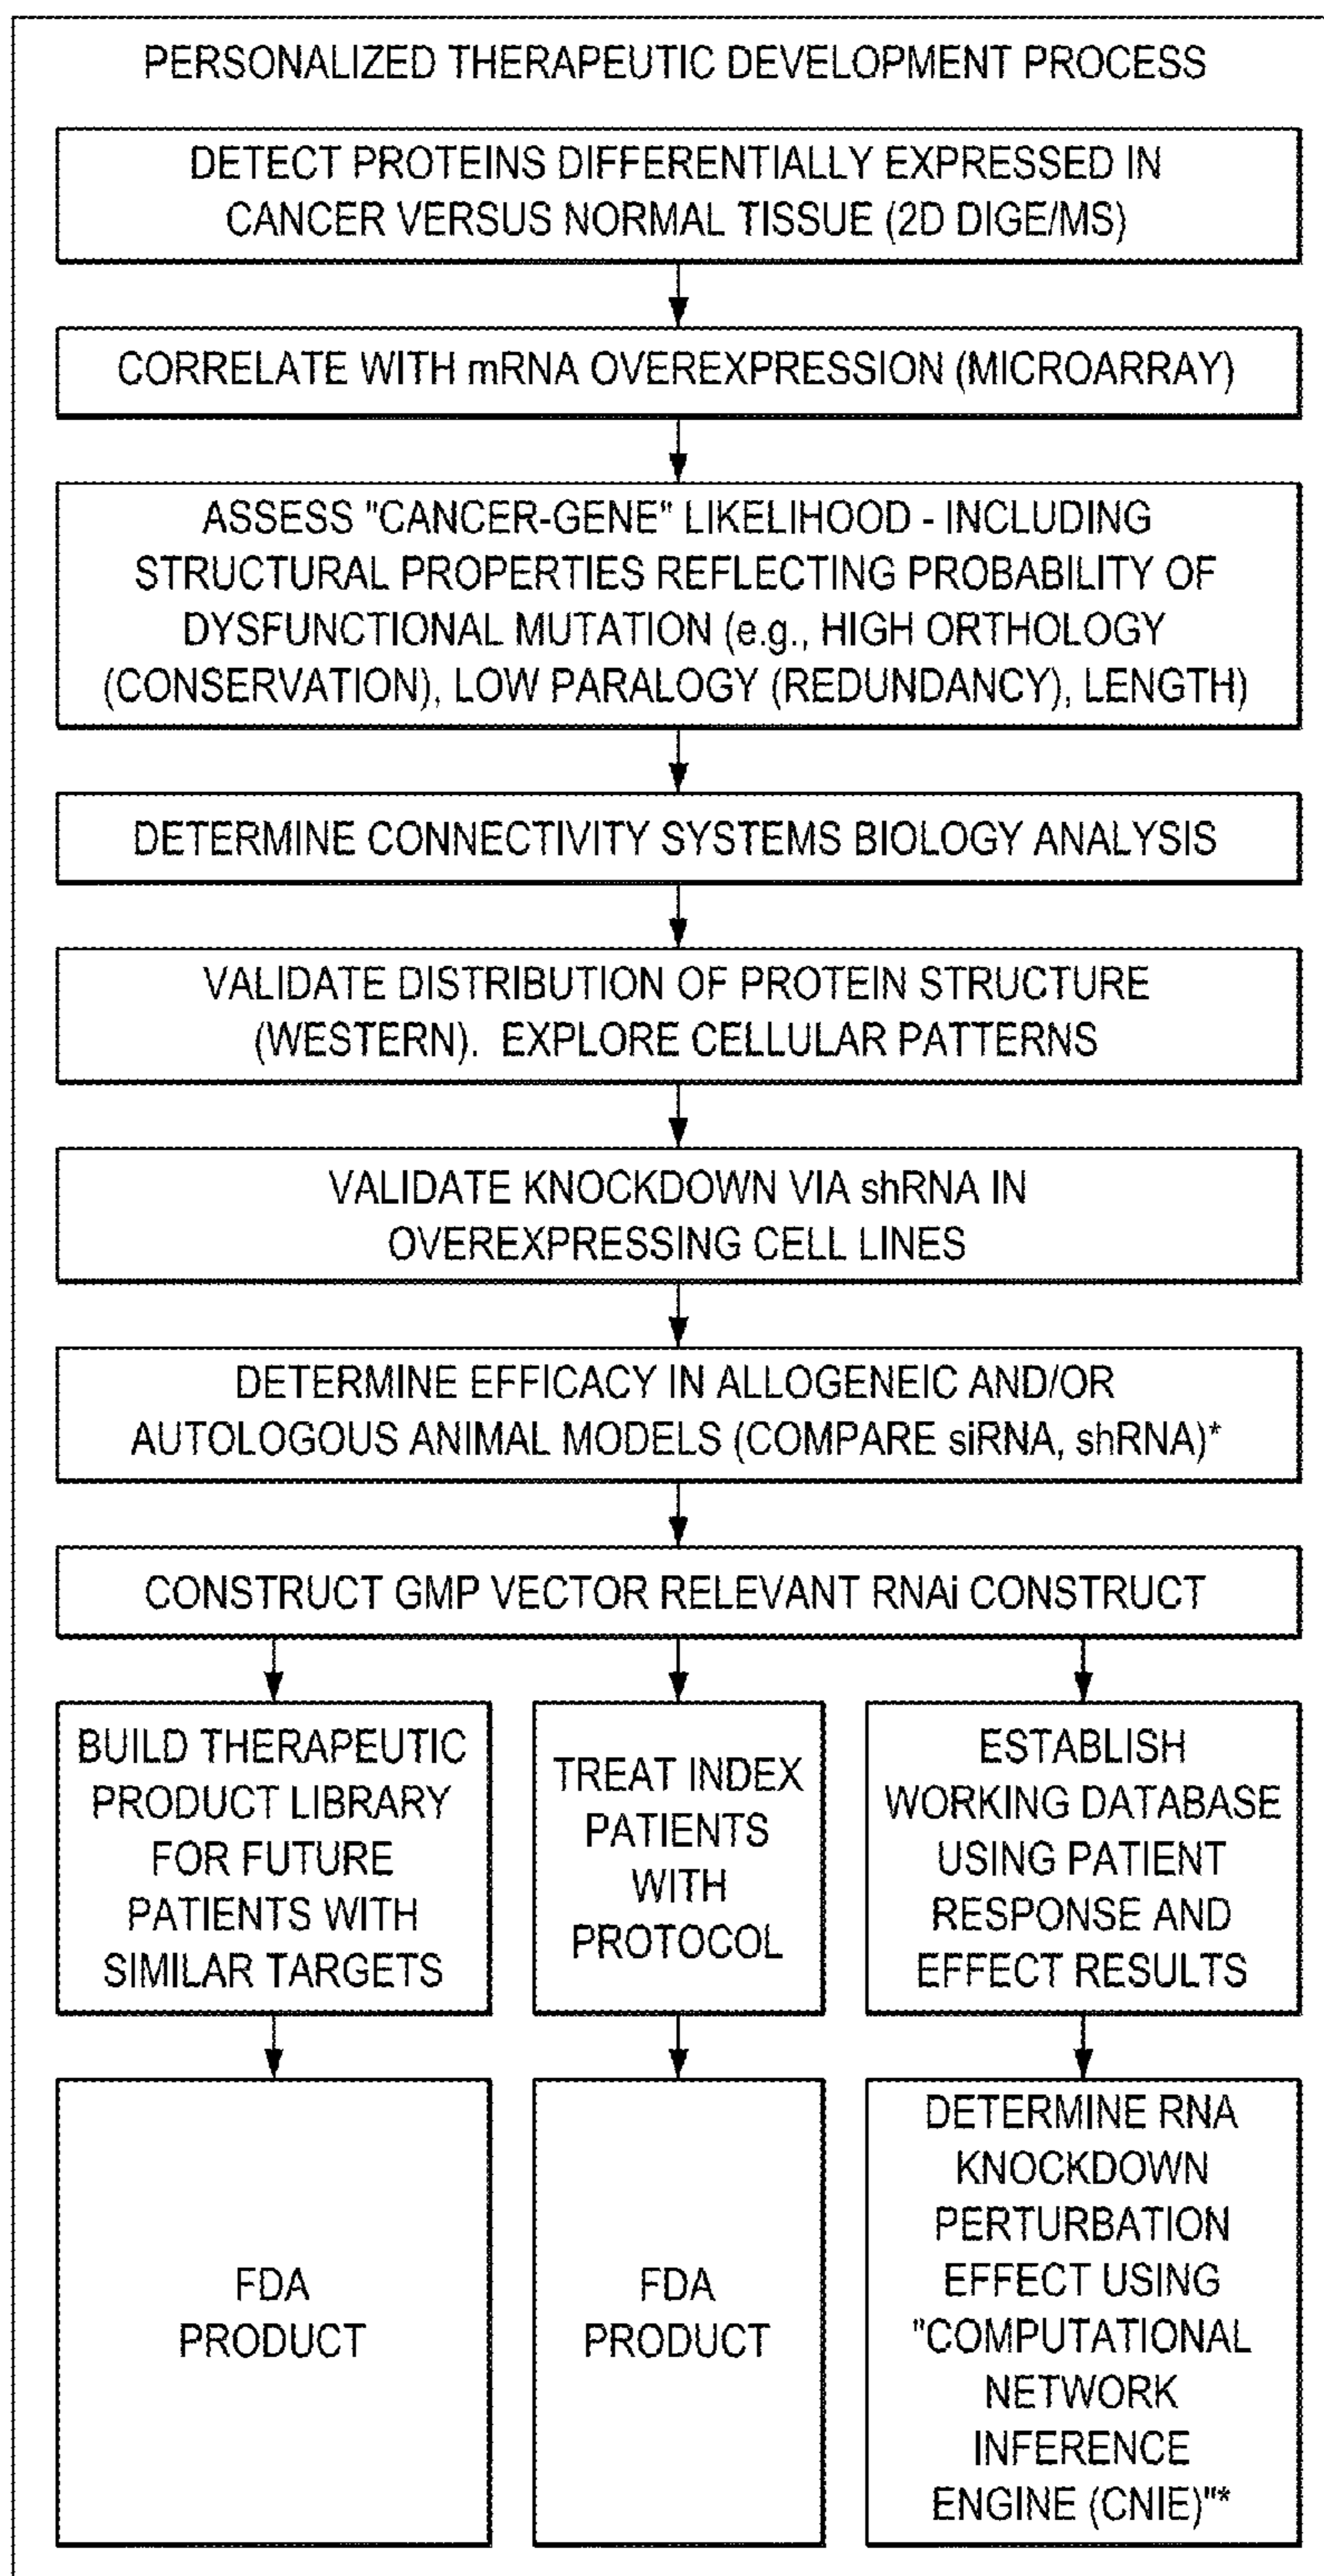 PERSONALIZED THERAPEUTIC DEVELOPMENT PROCESS
DETECT PROTEINS DIFFERENTIALLY EXPRESSED IN
CANCER VERSUS NORMAL TISSUE (2D DIGE/MS)
CORRELATE WITH mRNA OVEREXPRESSION (MICROARRAY)
ASSESS "CANCER-GENE" LIKELIHOOD - INCLUDING
STRUCTURAL PROPERTIES REFLECTING PROBABILITY OF
DYSFUNCTIONAL MUTATION (e.g., HIGH ORTHOLOGY
(CONSERVATION), LOW PARALOGY (REDUNDANCY), LENGTH)
DETERMINE CONNECTIVITY SYSTEMS BIOLOGY ANALYSIS
VALIDATE DISTRIBUTION OF PROTEIN STRUCTURE
(WESTERN). EXPLORE CELLULAR PATTERNS
VALIDATE KNOCKDOWN VIA shRNA IN
OVEREXPRESSING CELL LINES
DETERMINE EFFICACY IN ALLOGENEIC AND/OR
AUTOLOGOUS ANIMAL MODELS (COMPARE siRNA, shRNA)*
CONSTRUCT GMP VECTOR RELEVANT RNAi CONSTRUCT
BUILD THERAPEUTIC
PRODUCT LIBRARY
FOR FUTURE
PATIENTS WITH
SIMILAR TARGETS
TREAT INDEX
PATIENTS
WITH
PROTOCOL
ESTABLISH
WORKING DATABASE
USING PATIENT
RESPONSE AND
EFFECT RESULTS
FDA
PRODUCT
FDA
PRODUCT
DETERMINE RNA
KNOCKDOWN
PERTURBATION
EFFECT USING
"COMPUTATIONAL
NETWORK
INFERENCE
ENGINE (CNIE)"*